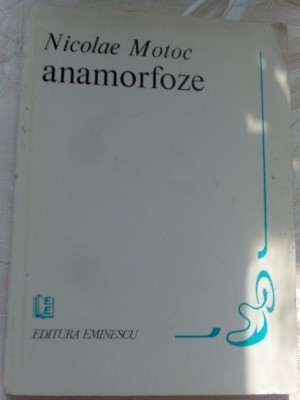 Nicolae Motoc
anamorfoze
EDITURA EMINESCU